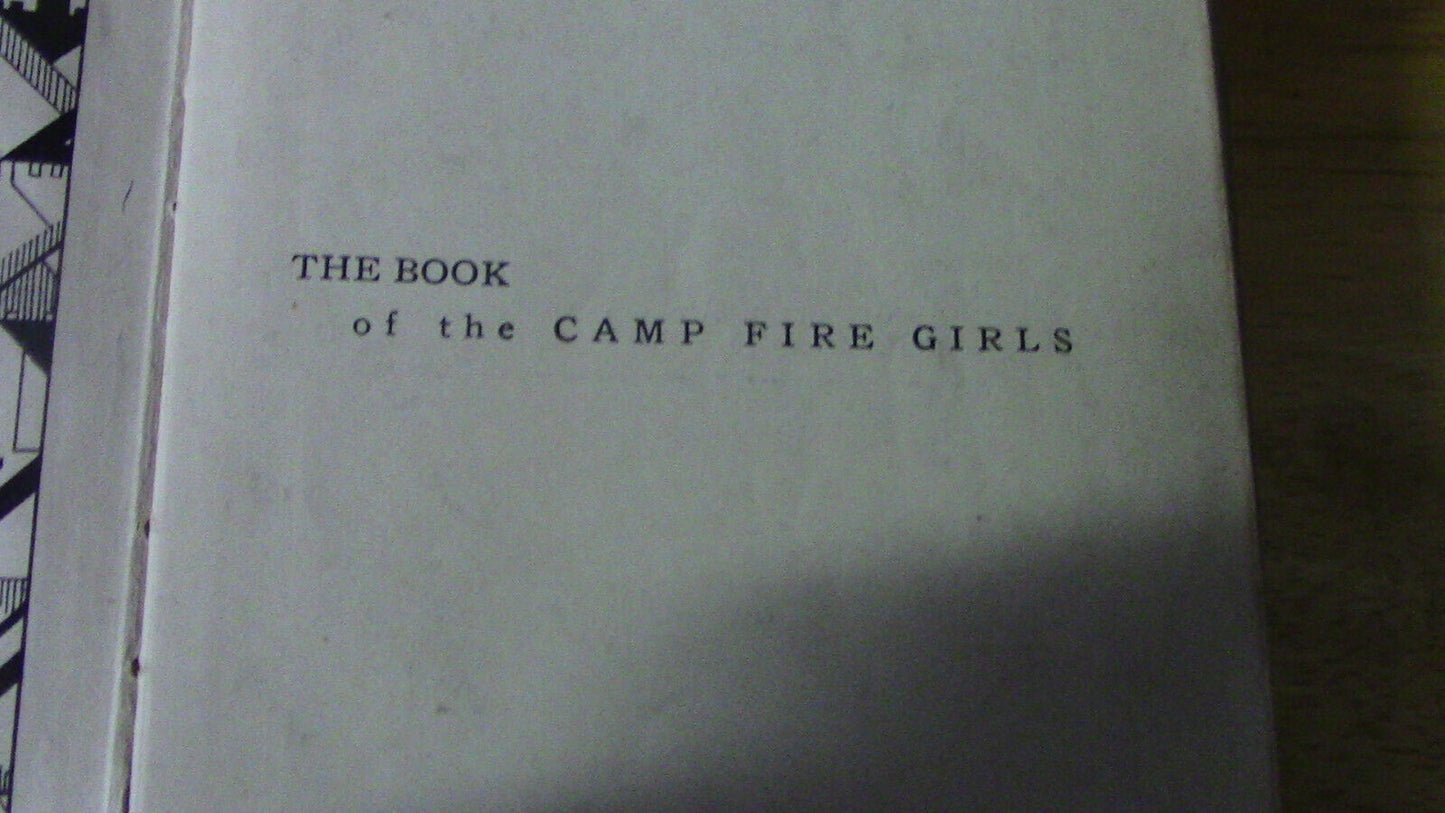 THE BOOK
of the CAMP FIRE GIRLS